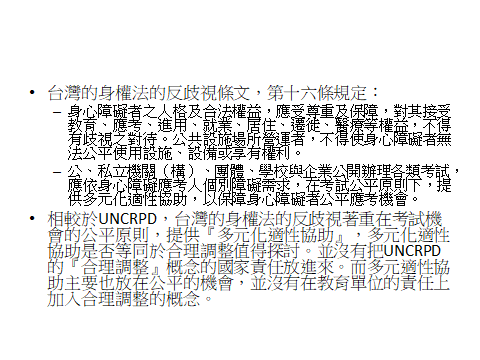 • 台灣的身權法的反歧視條文，第十六條規定：
– 身心障礙者之人格及合法權益，應受尊重及保障，對其接受
教育、應考、進用、就業、居住、遷徙、醫療等權益，不得
有歧視之對待。公共設施場所營運者，不得使身心障礙者無
法公平使用設施、設備或享有權利。
– 公、私立機關（構）、團體、學校與企業公開辦理各類考試，
應依身心障礙應考人個別障礙需求，在考試公平原則下，提
供多元化適性協助，以保障身心障礙者公平應考機會。
• 相較於UNCRPD，台灣的身權法的反歧視著重在考試機
會的公平原則，提供『多元化適性協助』，多元化適性
協助是否等同於合理調整值得探討。並沒有把UNCRPD
的『合理調整』概念的國家責任放進來。而多元適性協
助主要也放在公平的機會，並沒有在教育單位的責任上
加入合理調整的概念。